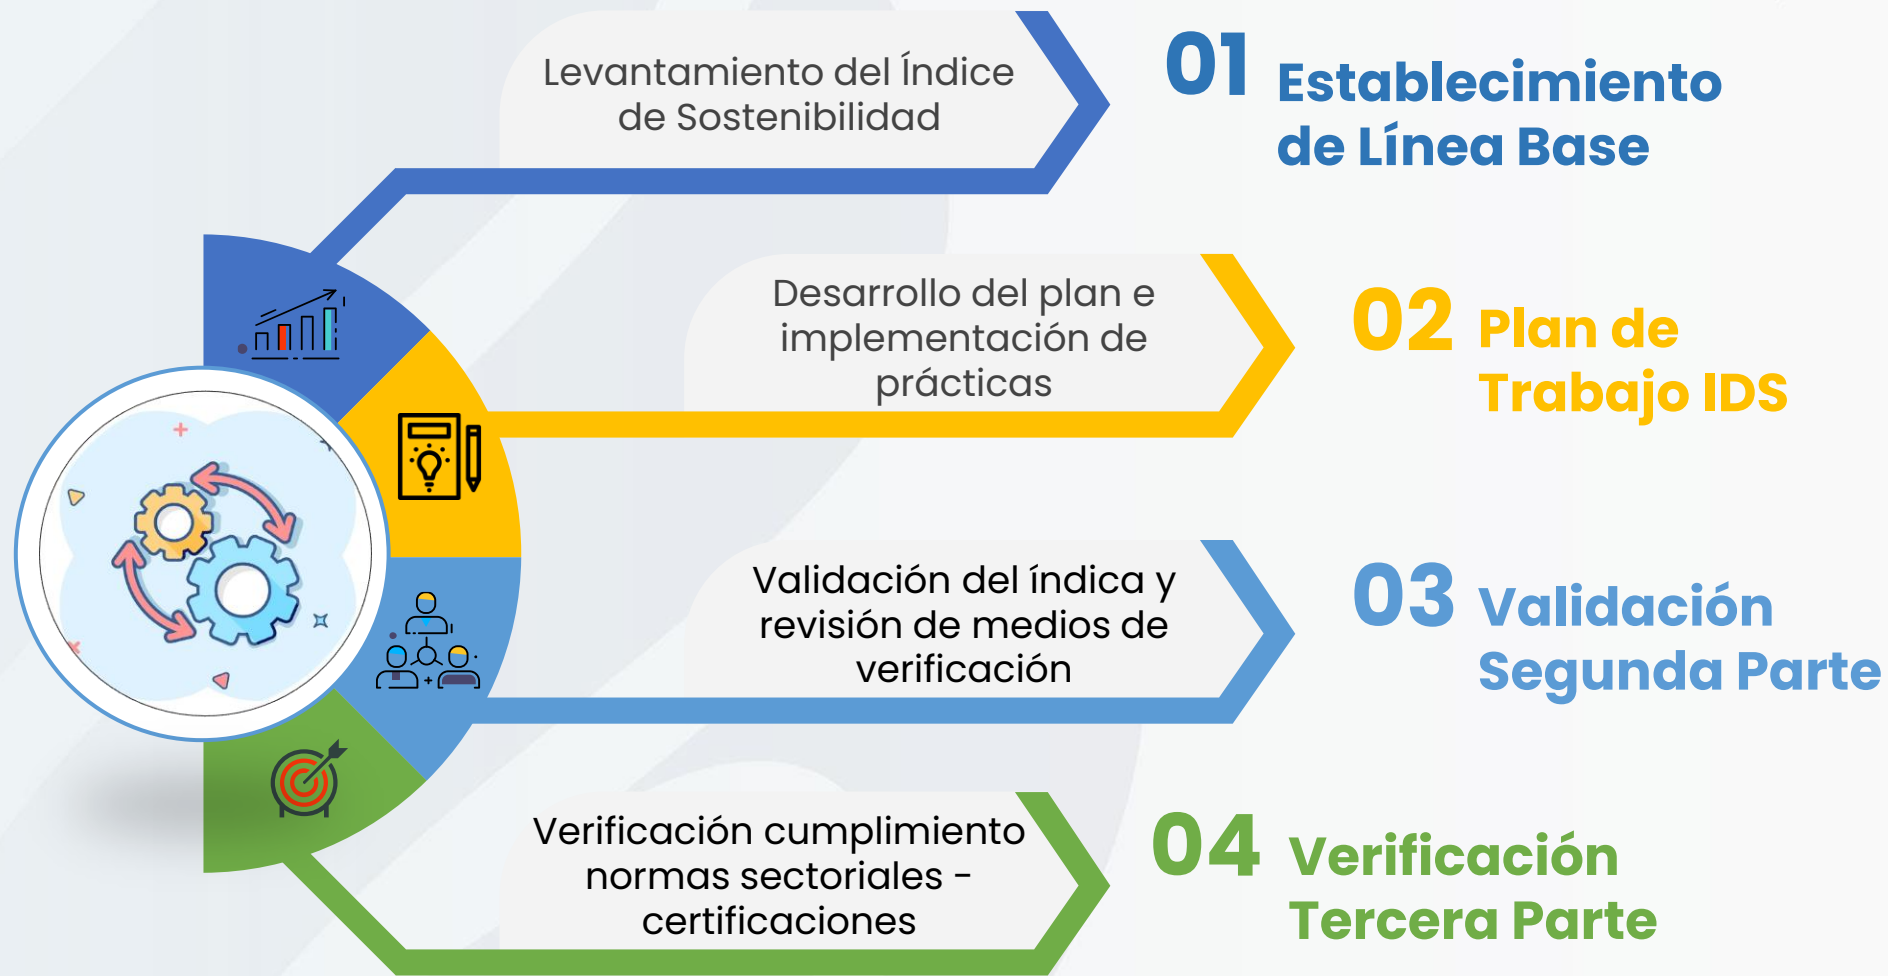 Levantamiento del Índice
de Sostenibilidad
01
Establecimiento
de Línea Base
Desarrollo del plan e
implementación de
prácticas
02
Plan de
Trabajo IDS
Validación del índica y
revisión de medios de
verificación
03
Validación
Segunda Parte
Verificación cumplimiento
normas sectoriales -
certificaciones
04
Verificación
Tercera Parte